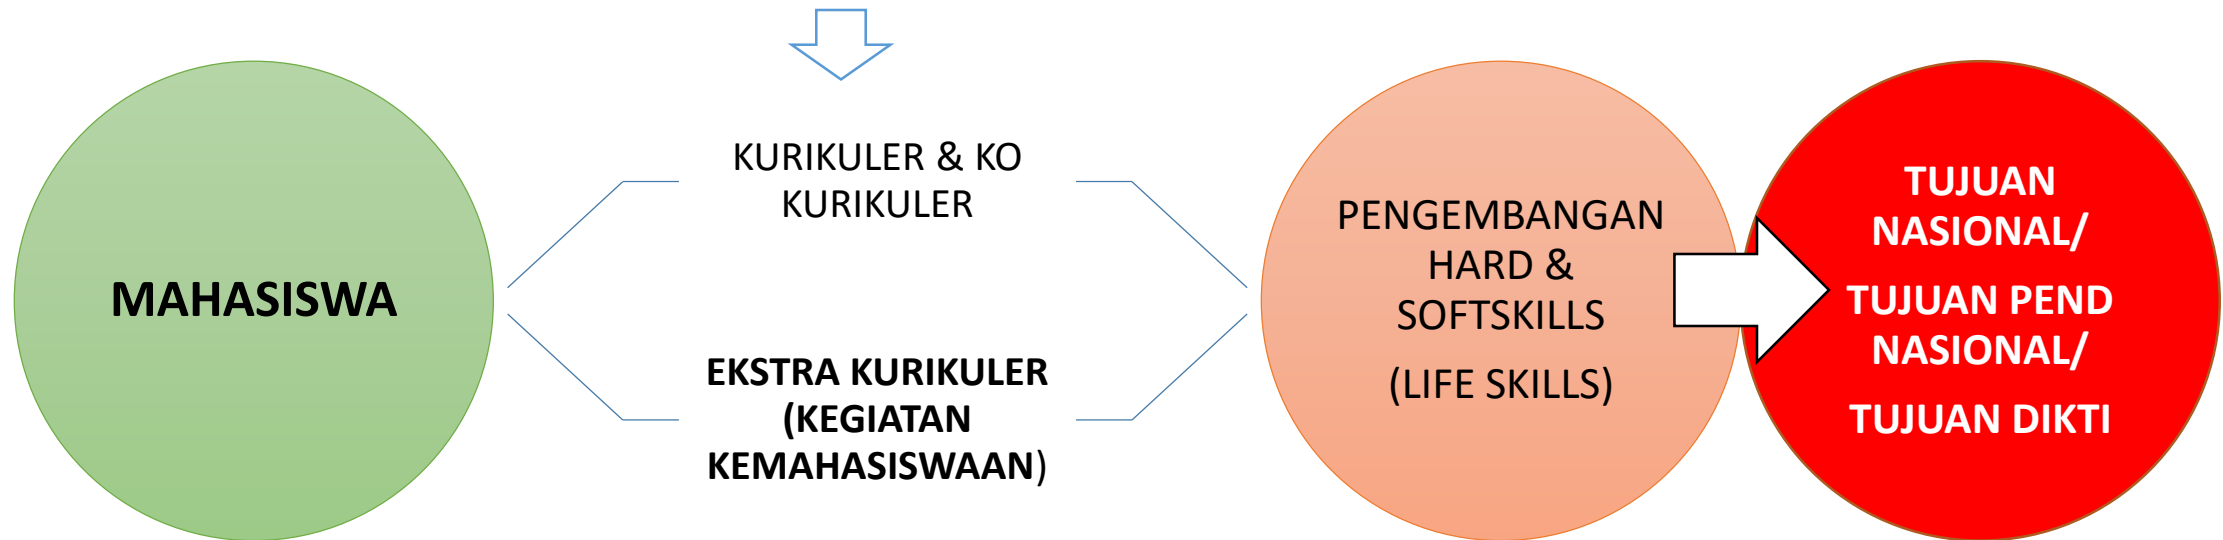 MAHASISWA
KURIKULER & KO
KURIKULER
EKSTRA KURIKULER
(KEGIATAN
KEMAHASISWAAN)
PENGEMBANGAN
HARD &
SOFTSKILLS
(LIFE SKILLS)
TUJUAN
NASIONAL/
TUJUAN PEND
NASIONAL/
TUJUAN DIKTI